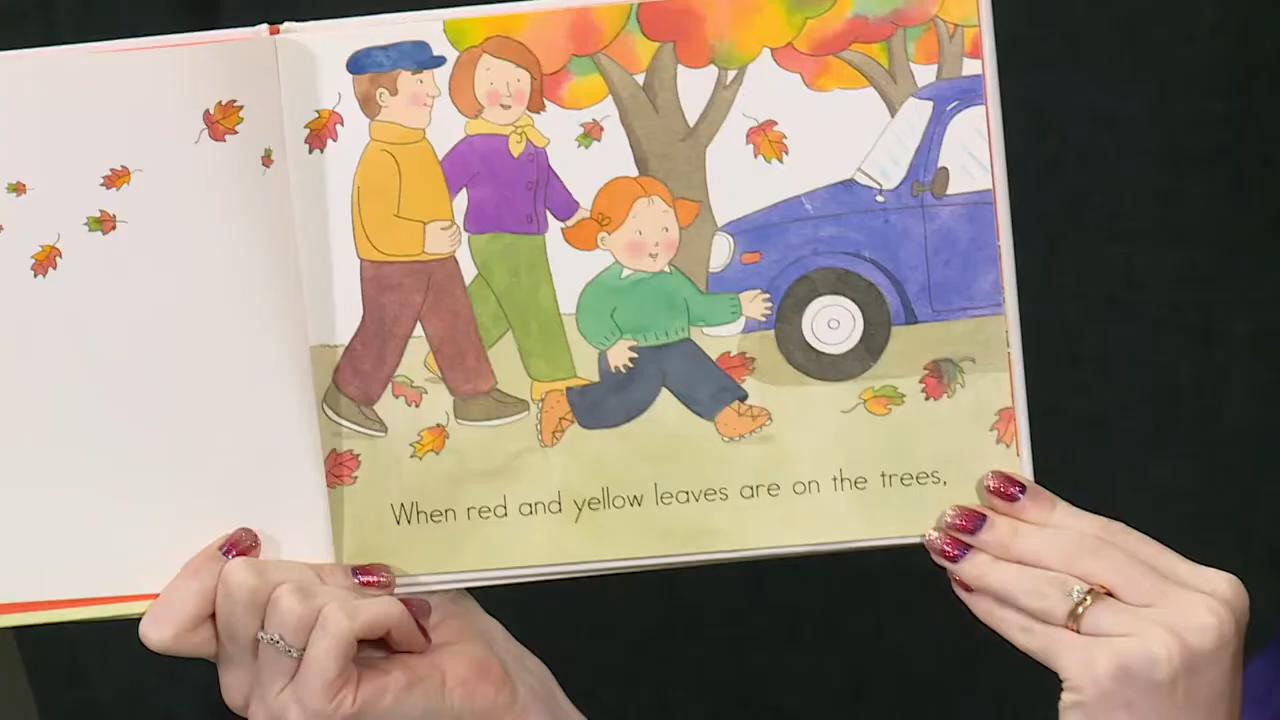 When red and yellow leaves are on the trees,